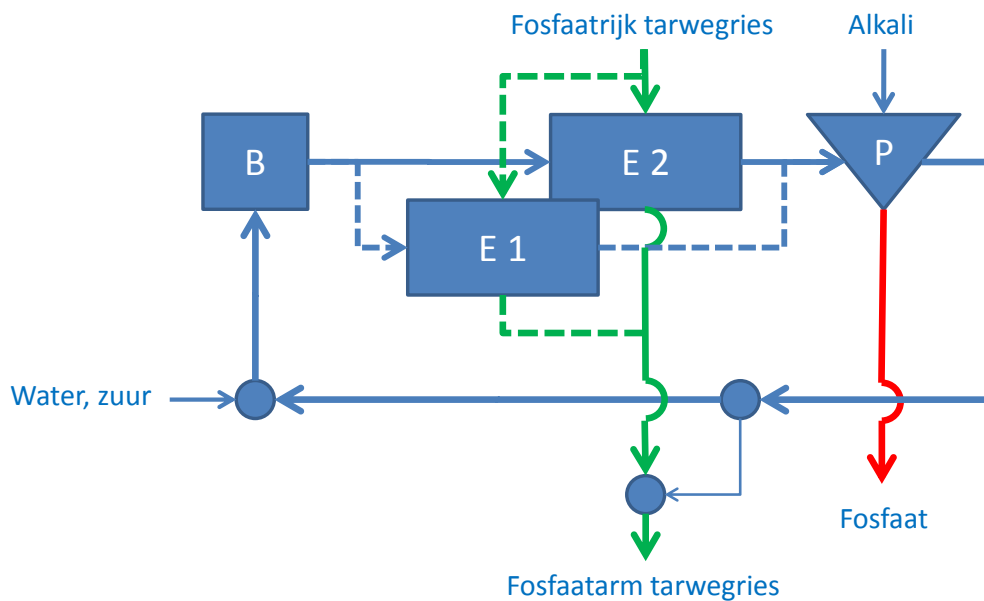 Fosfaatrijk tarwegries
Alkali
B
E 2
P
E 1
Water, zuur
Fosfaat
Fosfaatarm tarwegries